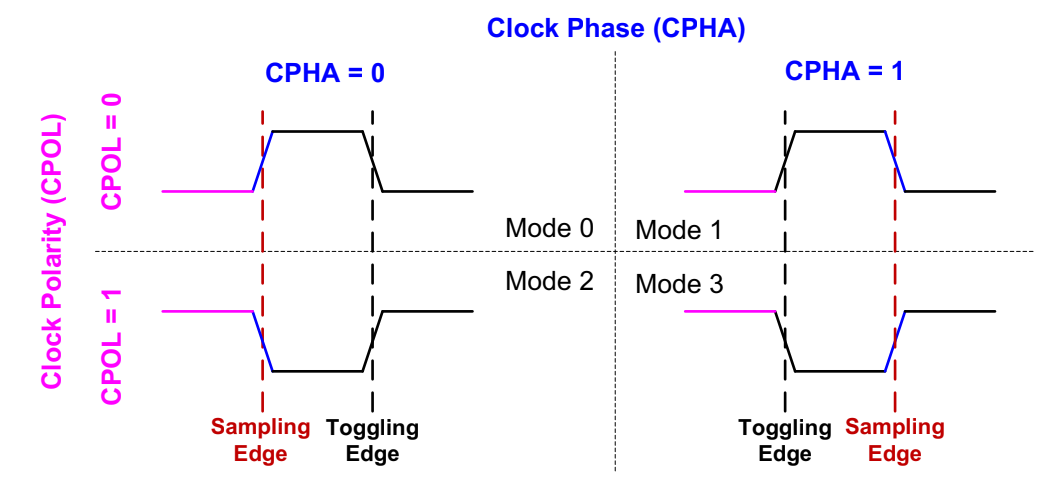 Clock Phase (CPHA)
CPHA = 0
CPHA = 1
Clock Polarity (CPOL)
CPOL = 0
CPOL = 1
Mode 0
Mode 1
Mode 2
Mode 3
Sampling
Edge
Toggling
Edge
Toggling
Edge
Sampling
Edge